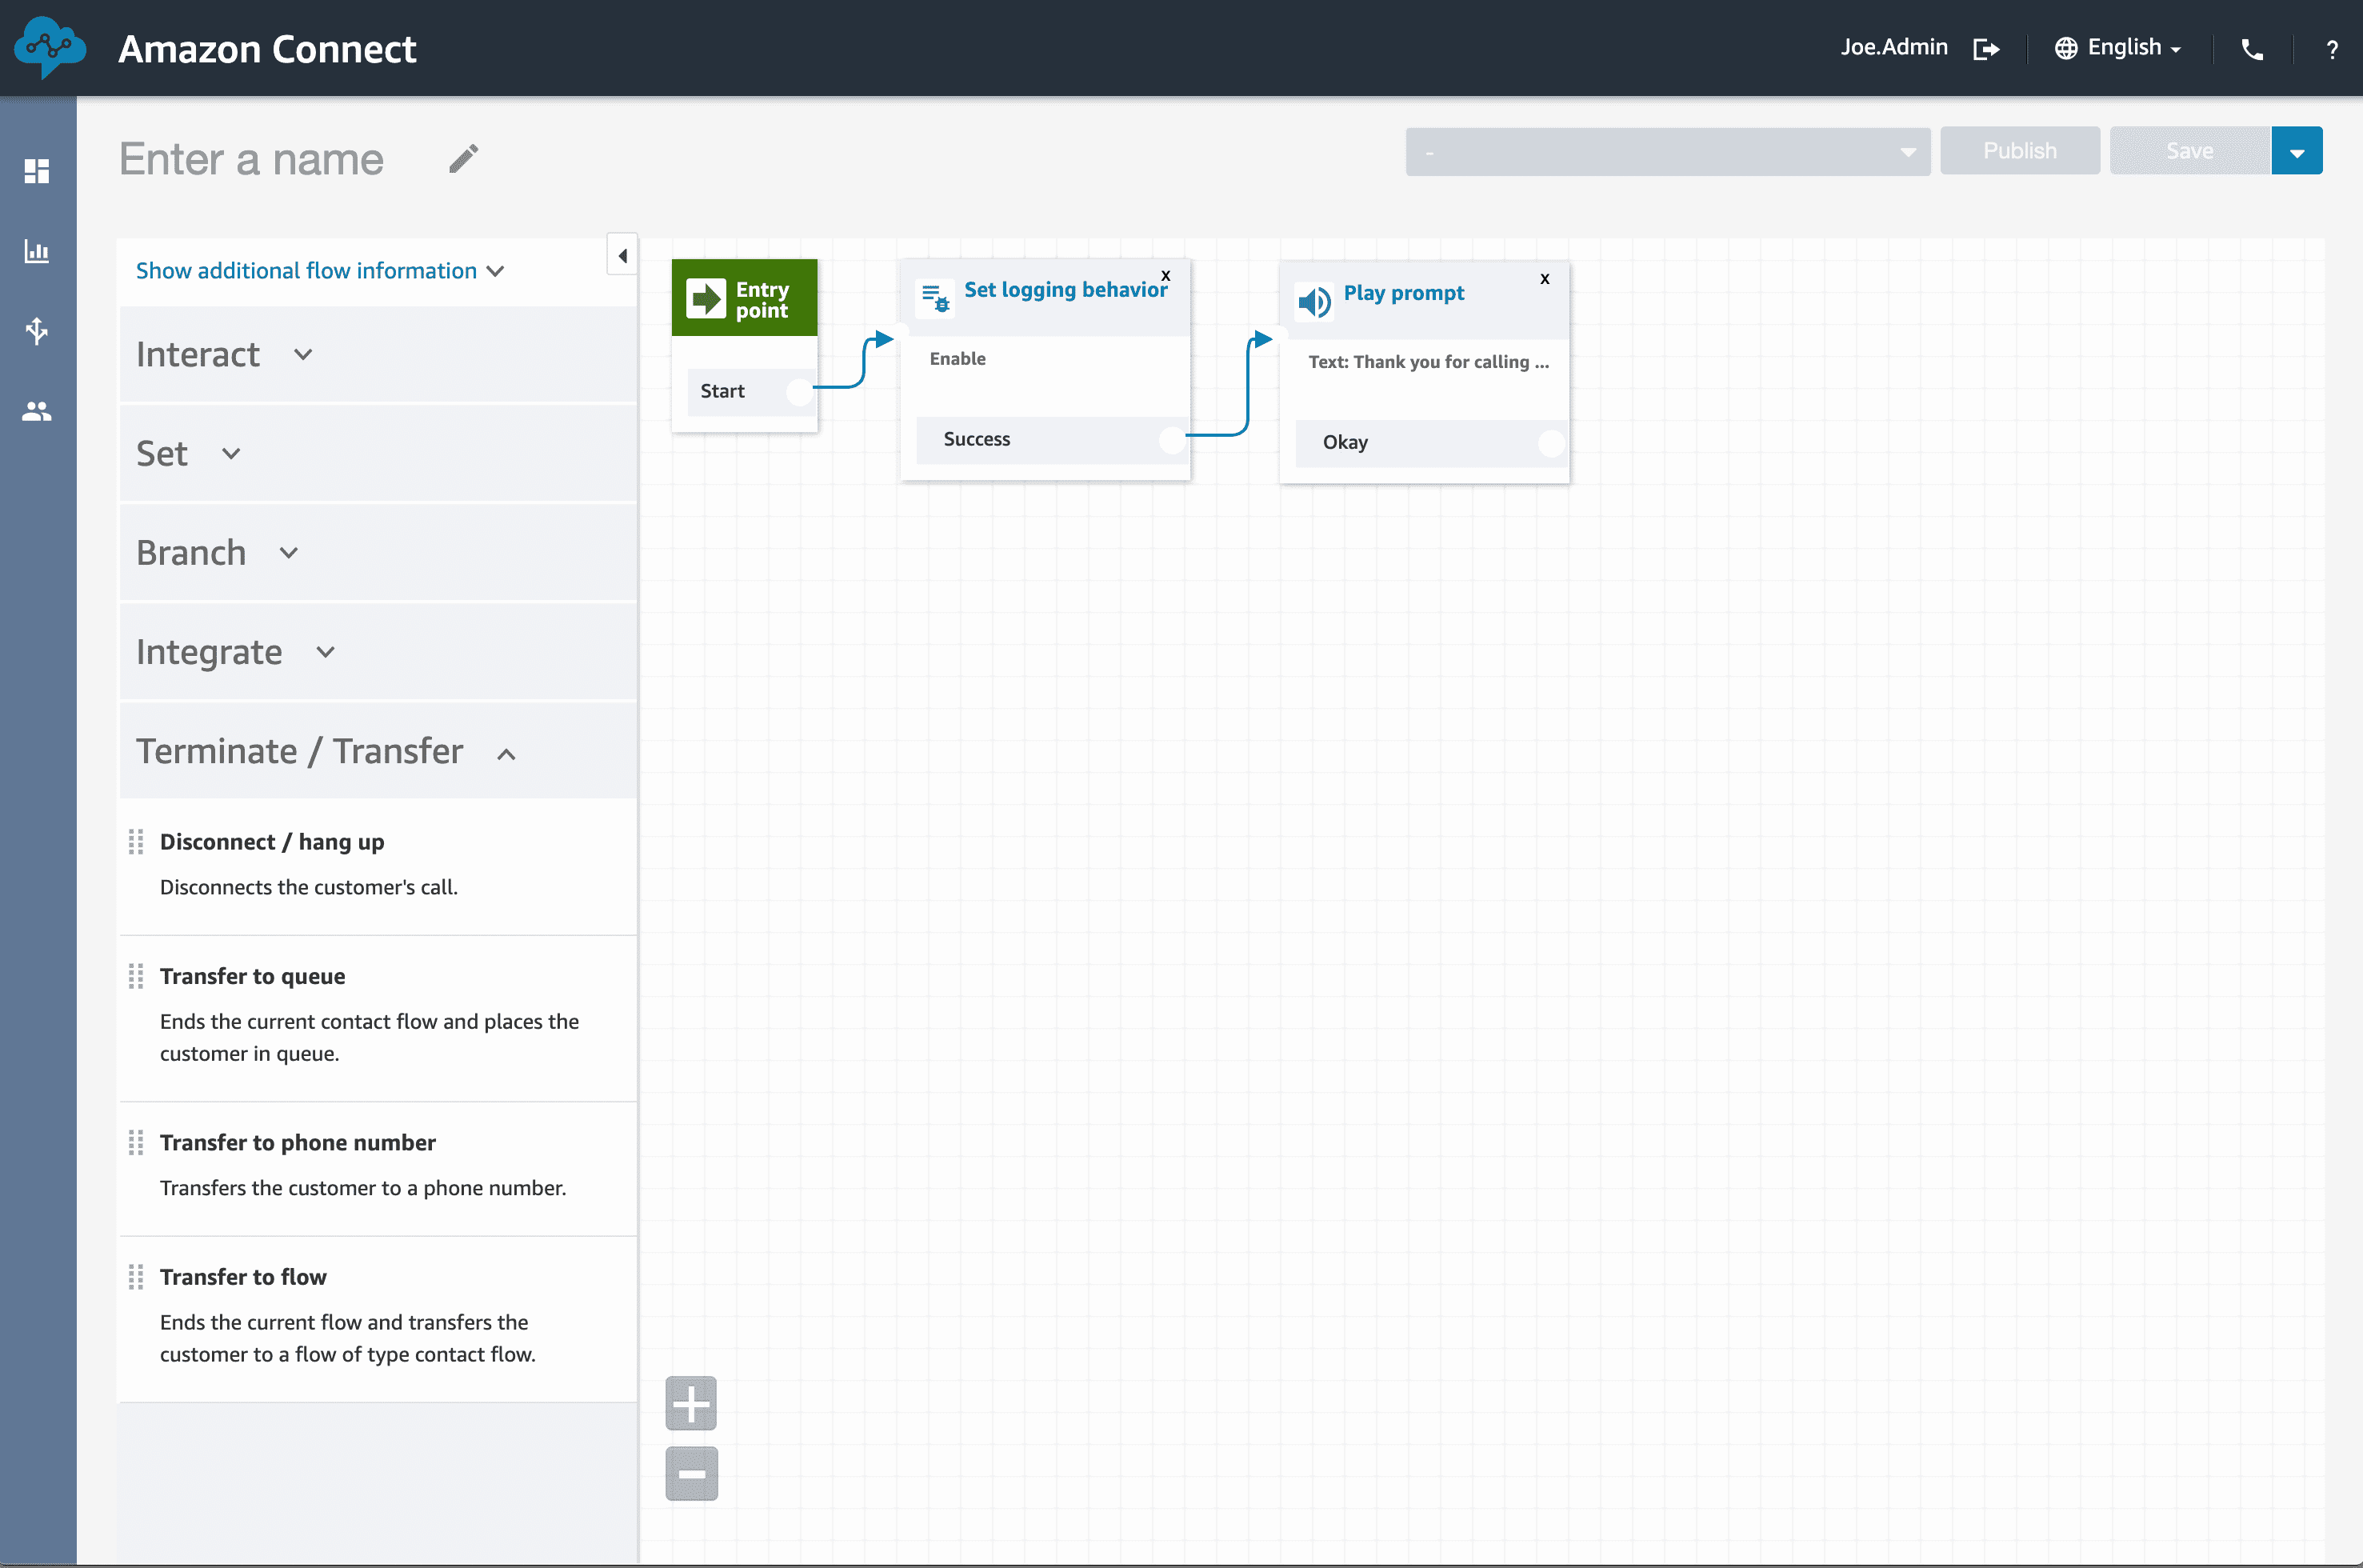 Amazon Connect
Joe.Admin
English
?
Enter a name
-
Publish
Save
Show additional flow information
Interact
Set
Branch
Integrate
Terminate / Transfer
Disconnect / hang up
Disconnects the customer's call.
Transfer to queue
Ends the current contact flow and places the
customer in queue.
Transfer to phone number
Transfers the customer to a phone number.
Transfer to flow
Ends the current flow and transfers the
customer to a flow of type contact flow.
Entry
point
Start
Set logging behavior
x
Enable
Success
Play prompt
x
Text: Thank you for calling ...
Okay